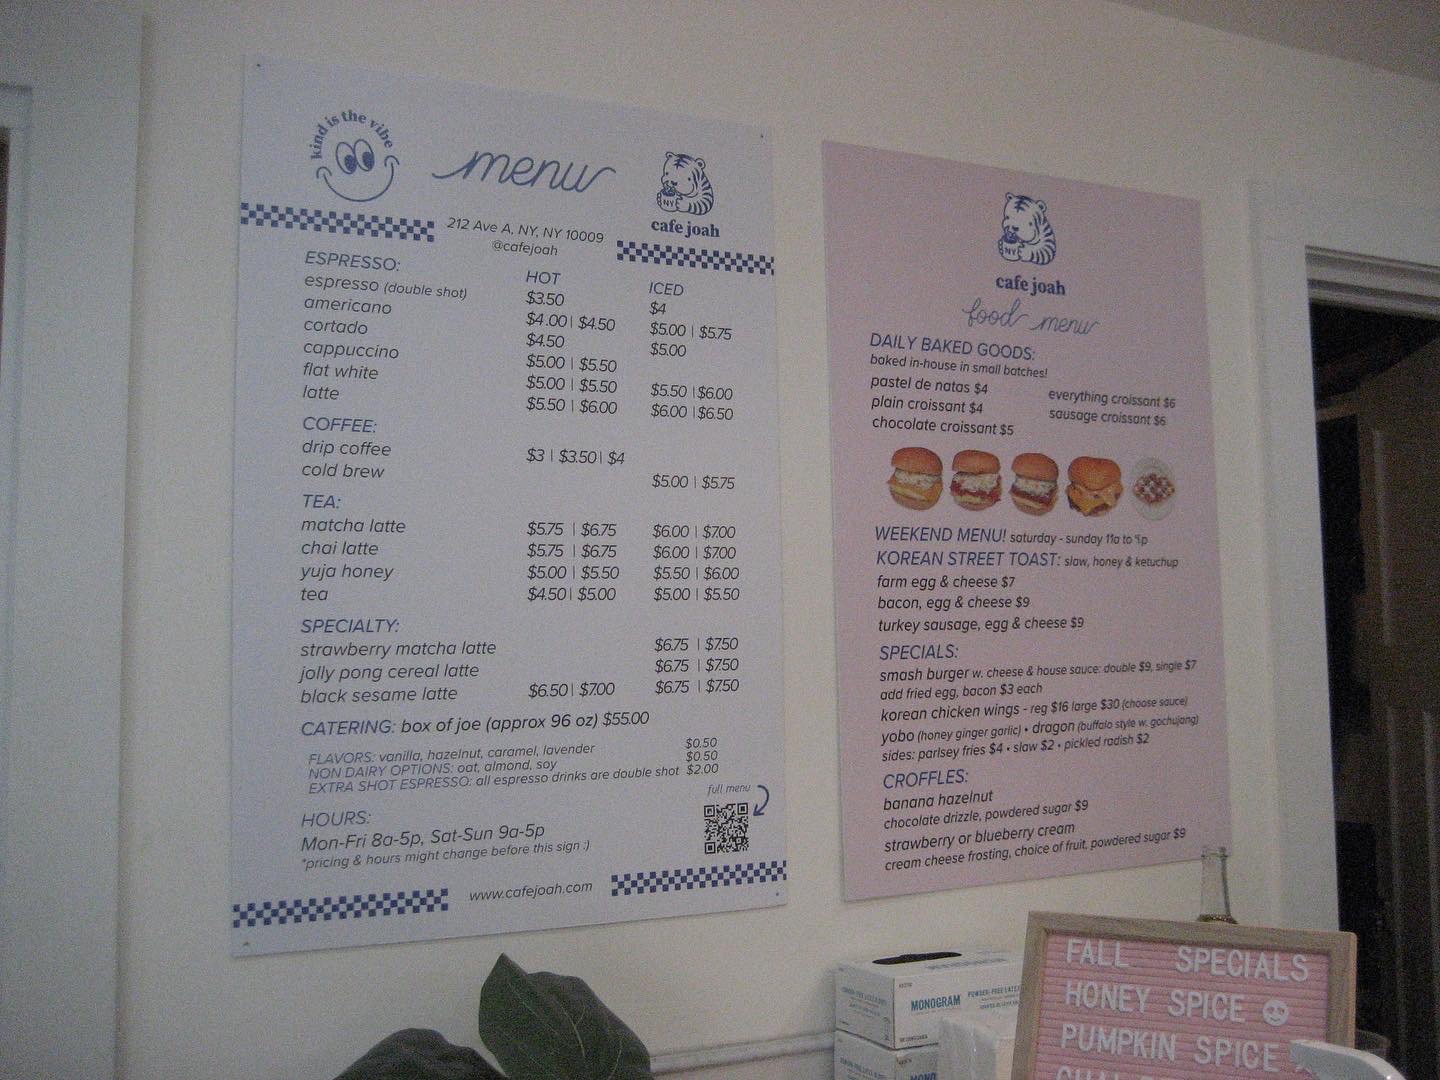 kind is the vibe
menu
NY
cafe joah
212 Ave A, NY, NY 10009
@cafejoah
ESPRESSO: HOT ICED
espresso (double shot) $3.50 $4
americano $4.00 | $4.50 $5.00 | $5.75
cortado $4.50 $5.00
cappuccino $5.00 | $5.50
flat white $5.00 | $5.50 $5.50 | $6.00
latte $5.50 | $6.00 $6.00 | $6.50
COFFEE:
drip coffee $3 | $3.50 | $4
cold brew $5.00 | $5.75
TEA:
matcha latte $5.75 | $6.75 $6.00 | $7.00
chai latte $5.75 | $6.75 $6.00 | $7.00
yuja honey $5.00 | $5.50 $5.50 | $6.00
tea $4.50 | $5.00 $5.00 | $5.50
SPECIALTY:
strawberry matcha latte $6.75 | $7.50
jolly pong cereal latte $6.75 | $7.50
black sesame latte $6.50 | $7.00 $6.75 | $7.50
CATERING: box of joe (approx 96 oz) $55.00
FLAVORS: vanilla, hazelnut, caramel, lavender $0.50
NON DAIRY OPTIONS: oat, almond, soy $0.50
EXTRA SHOT ESPRESSO: all espresso drinks are double shot $2.00
full menu
HOURS:
Mon-Fri 8a-5p, Sat-Sun 9a-5p
*pricing & hours might change before this sign :)
www.cafejoah.com
NY
cafe joah
food menu
DAILY BAKED GOODS:
baked in-house in small batches!
pastel de natas $4 everything croissant $6
plain croissant $4 sausage croissant $6
chocolate croissant $5
WEEKEND MENU! saturday - sunday 11a to
KOREAN STREET TOAST: slaw, honey & ketuchup
farm egg & cheese $7
bacon, egg & cheese $9
turkey sausage, egg & cheese $9
SPECIALS:
smash burger w. cheese & house sauce: double $9, single $7
add fried egg, bacon $3 each
korean chicken wings - reg $16 large $30 (choose sauce)
yobo (honey ginger garlic) • dragon (buffalo style w. gochujang)
sides: parlsey fries $4 • slaw $2 • pickled radish $2
CROFFLES:
banana hazelnut
chocolate drizzle, powdered sugar $9
strawberry or blueberry cream
cream cheese frosting, choice of fruit, powdered sugar $9
MONOGRAM
FALL SPECIALS
HONEY SPICE
PUMPKIN SPICE